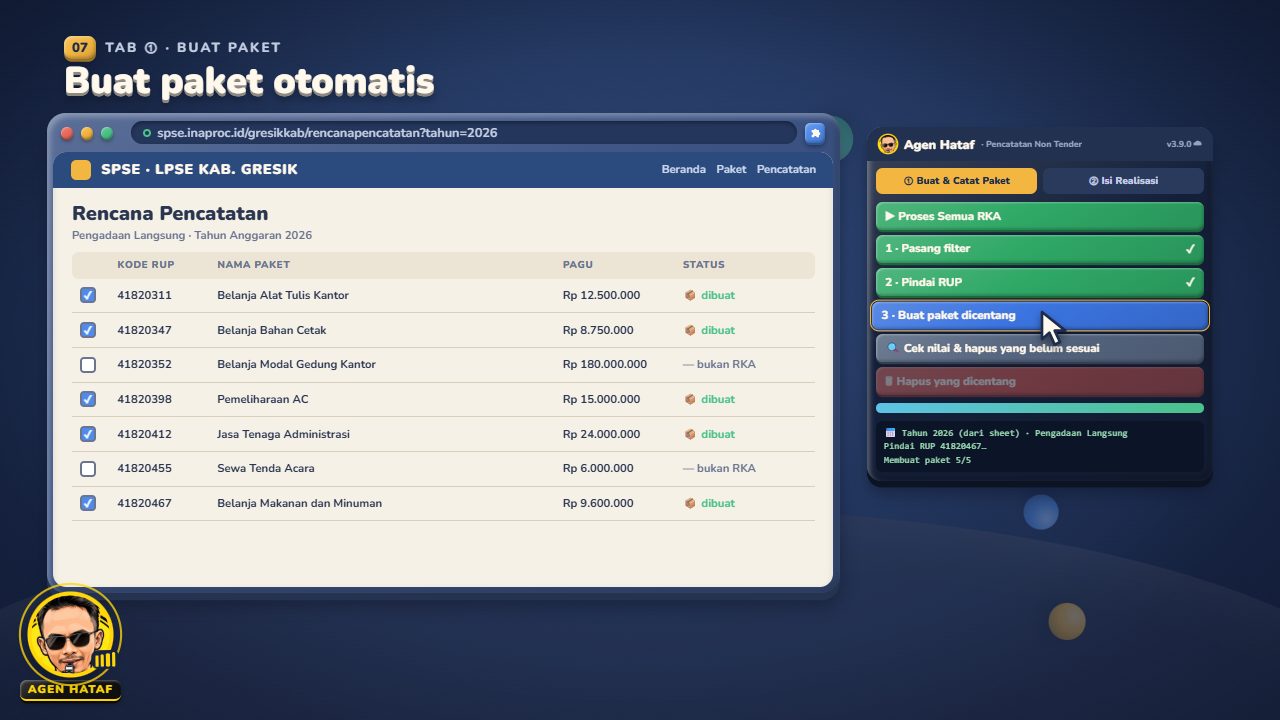 07 TAB ① · BUAT PAKET
Buat paket otomatis
spse.inaproc.id/gresikkab/rencanapencatatan?tahun=2026
SPSE · LPSE KAB. GRESIK Beranda Paket Pencatatan
Rencana Pencatatan
Pengadaan Langsung · Tahun Anggaran 2026
KODE RUP NAMA PAKET PAGU STATUS
41820311 Belanja Alat Tulis Kantor Rp 12.500.000 dibuat
41820347 Belanja Bahan Cetak Rp 8.750.000 dibuat
41820352 Belanja Modal Gedung Kantor Rp 180.000.000 — bukan RKA
41820398 Pemeliharaan AC Rp 15.000.000 dibuat
41820412 Jasa Tenaga Administrasi Rp 24.000.000 dibuat
41820455 Sewa Tenda Acara Rp 6.000.000 — bukan RKA
41820467 Belanja Makanan dan Minuman Rp 9.600.000 dibuat
Agen Hataf · Pencatatan Non Tender v3.9.0
① Buat & Catat Paket ② Isi Realisasi
▶ Proses Semua RKA
1 · Pasang filter ✓
2 · Pindai RUP ✓
3 · Buat paket dicentang
Cek nilai & hapus yang belum sesuai
Hapus yang dicentang
Tahun 2026 (dari sheet) · Pengadaan Langsung
Pindai RUP 41820467…
Membuat paket 5/5
AGEN HATAF